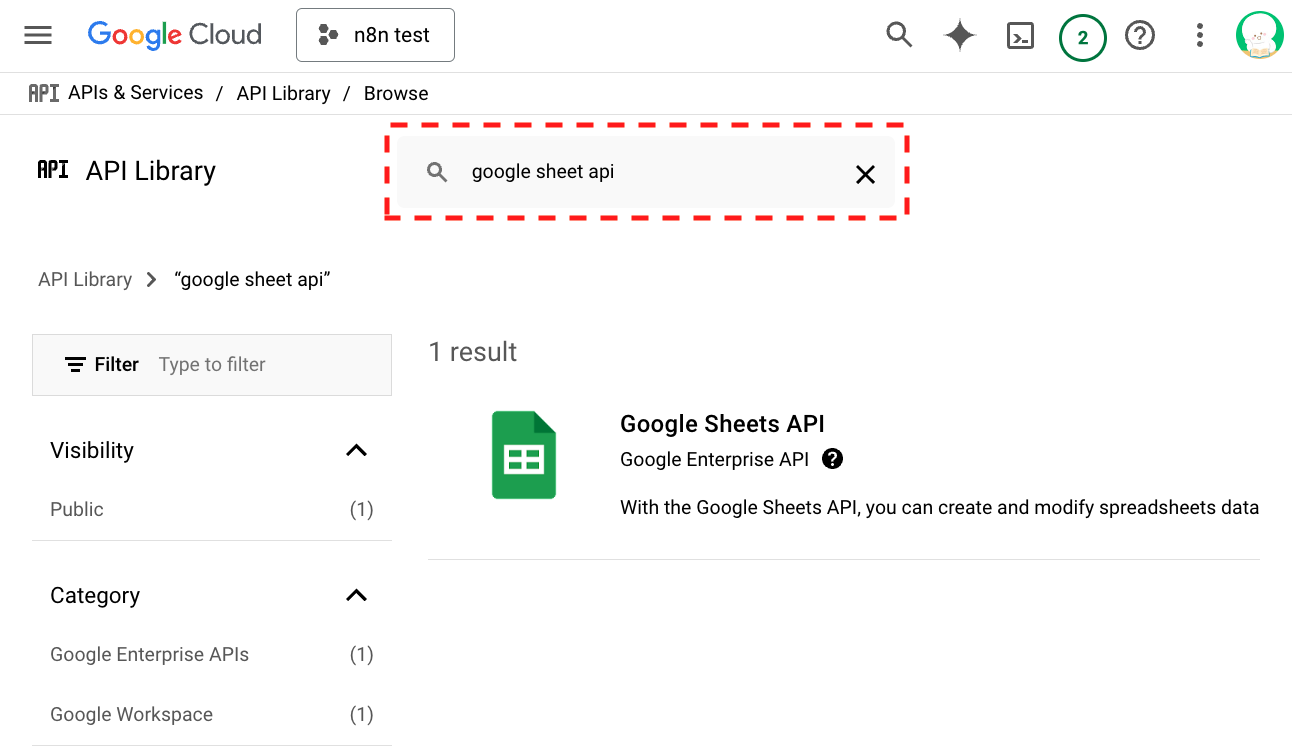 Google Cloud
n8n test
2
API APIs & Services / API Library / Browse
API API Library
google sheet api
API Library “google sheet api”
Filter Type to filter
1 result
Google Sheets API
Google Enterprise API
With the Google Sheets API, you can create and modify spreadsheets data
Visibility
Public (1)
Category
Google Enterprise APIs (1)
Google Workspace (1)